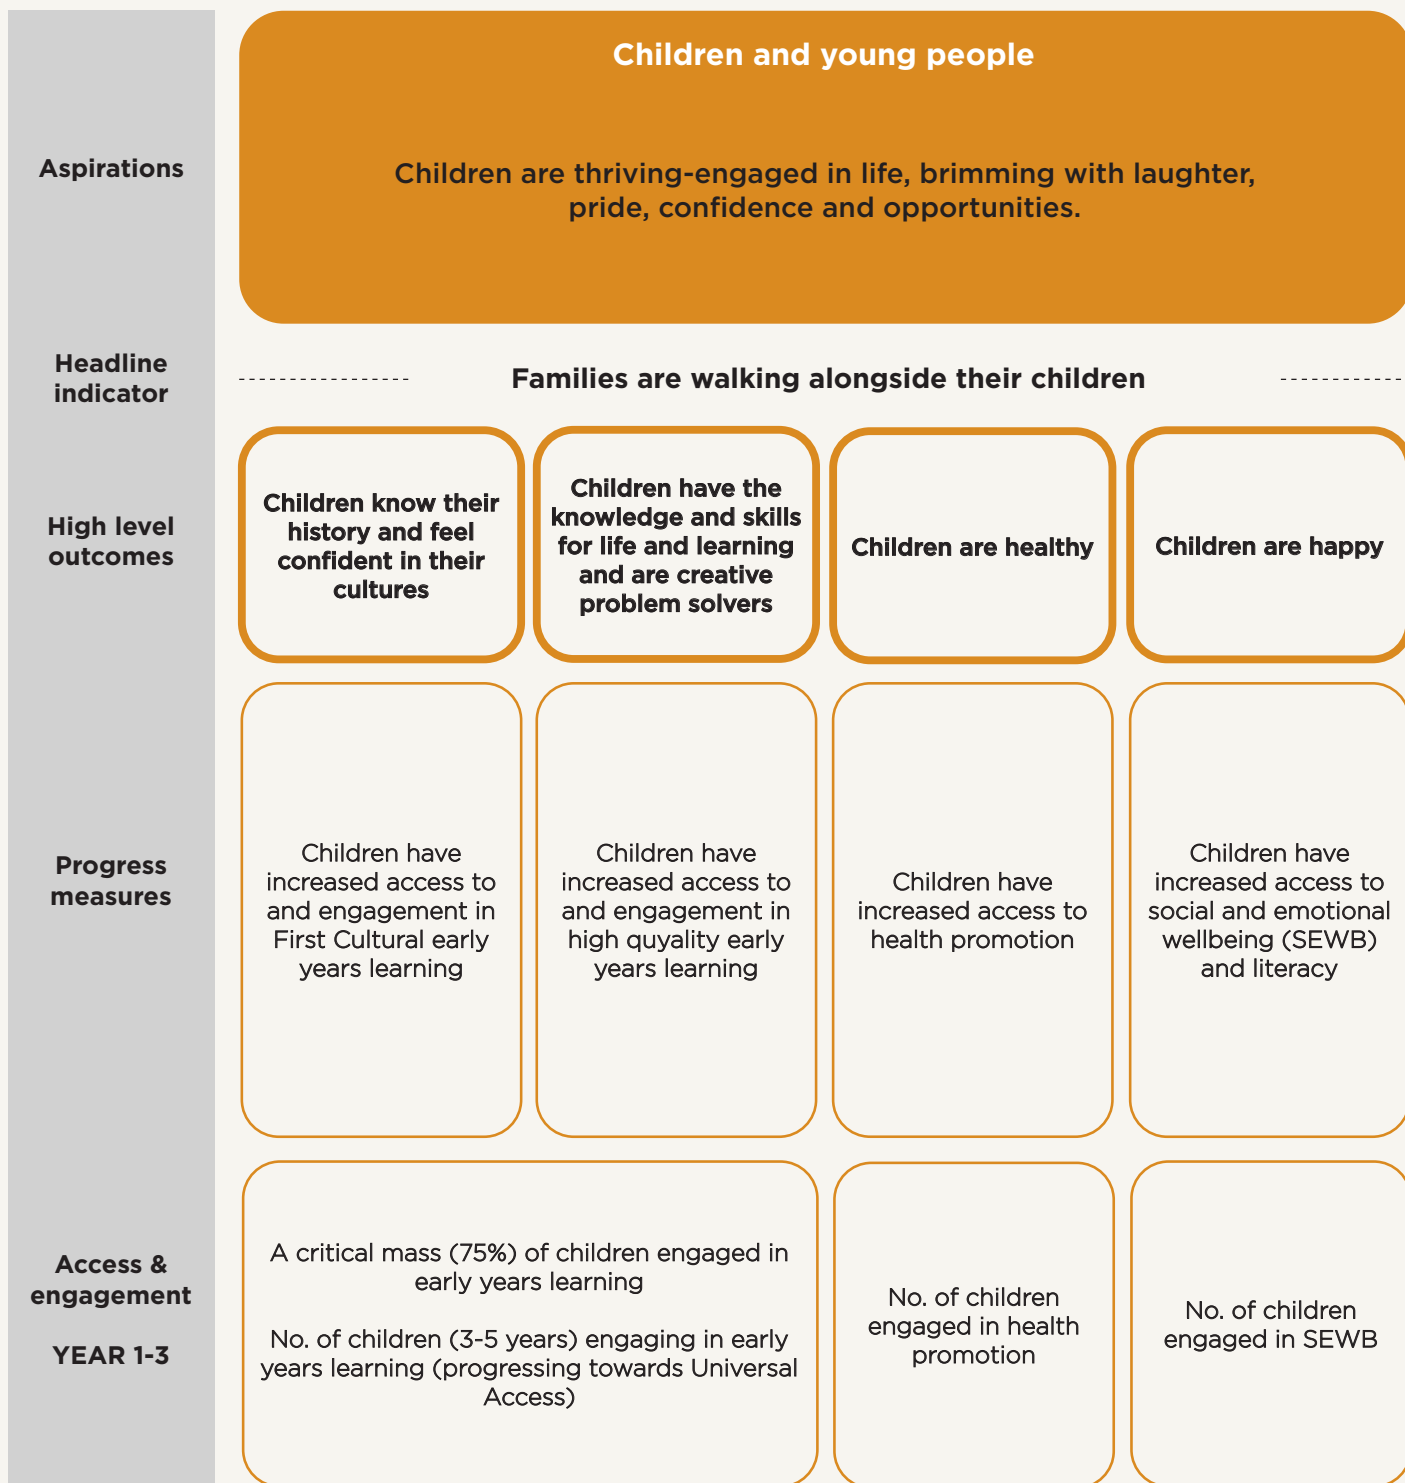 Children and young people
Aspirations
Children are thriving-engaged in life, brimming with laughter,
pride, confidence and opportunities.
Headline
indicator
Families are walking alongside their children
High level
outcomes
Children know their
history and feel
confident in their
cultures
Children have the
knowledge and skills
for life and learning
and are creative
problem solvers
Children are healthy
Children are happy
Progress
measures
Children have
increased access to
and engagement in
First Cultural early
years learning
Children have
increased access to
and engagement in
high quyality early
years learning
Children have
increased access to
health promotion
Children have
increased access to
social and emotional
wellbeing (SEWB)
and literacy
Access &
engagement
YEAR 1-3
A critical mass (75%) of children engaged in
early years learning
No. of children (3-5 years) engaging in early
years learning (progressing towards Universal
Access)
No. of children
engaged in health
promotion
No. of children
engaged in SEWB